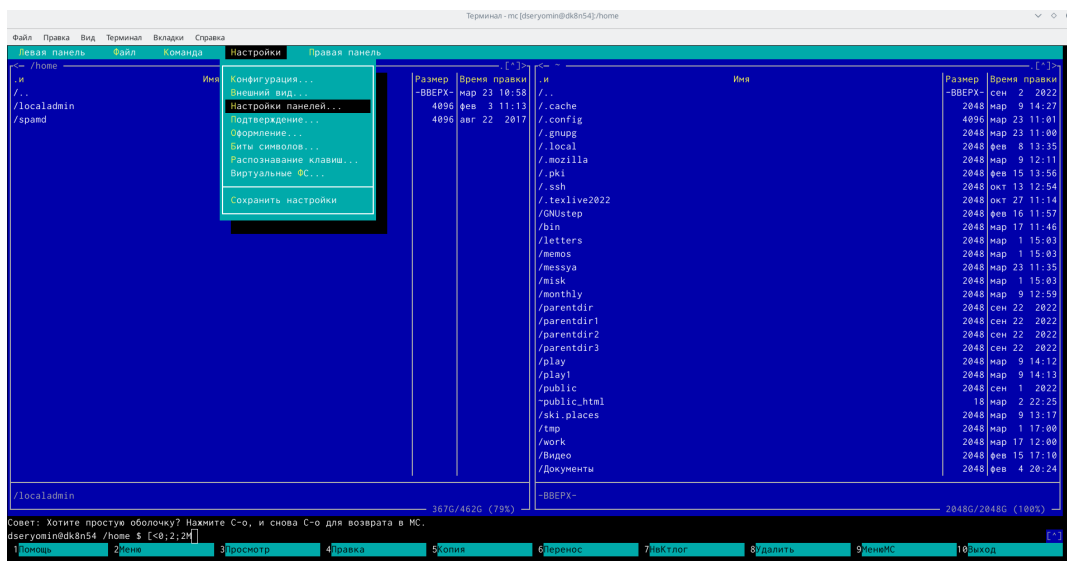 Терминал - mc [dseryomin@dk8n54]:/home
Файл Правка Вид Терминал Вкладки Справка
Левая панель Файл Команда Настройки Правая панель
<— /home .[^]> <— ~ .[^]>
.и Имя Размер Время правки .и Имя Размер Время правки
/.. -ВВЕРХ- мар 23 10:58 /.. -ВВЕРХ- сен 2 2022
/localadmin 4096 фев 3 11:13 /.cache 2048 мар 9 14:27
/spamd 4096 авг 22 2017 /.config 4096 мар 23 11:01
/.gnupg 2048 мар 23 11:00
/.local 2048 фев 8 13:35
/.mozilla 2048 мар 9 12:11
/.pki 2048 фев 15 13:56
/.ssh 2048 окт 13 12:54
/.texlive2022 2048 окт 27 11:14
/GNUstep 2048 фев 16 11:57
/bin 2048 мар 17 11:46
/letters 2048 мар 1 15:03
/memos 2048 мар 1 15:03
/messya 2048 мар 23 11:35
/misk 2048 мар 1 15:03
/monthly 2048 мар 9 12:59
/parentdir 2048 сен 22 2022
/parentdir1 2048 сен 22 2022
/parentdir2 2048 сен 22 2022
/parentdir3 2048 сен 22 2022
/play 2048 мар 9 14:12
/play1 2048 мар 9 14:13
/public 2048 сен 1 2022
~public_html 18 мар 2 22:25
/ski.places 2048 мар 9 13:17
/tmp 2048 мар 1 17:00
/work 2048 мар 17 12:00
/Видео 2048 фев 15 17:10
/Документы 2048 фев 4 20:24
Конфигурация...
Внешний вид...
Настройки панелей...
Подтверждение...
Оформление...
Биты символов...
Распознавание клавиш...
Виртуальные ФС...
Сохранить настройки
/localadmin -ВВЕРХ-
367G/462G (79%) 2048G/2048G (100%)
Совет: Хотите простую оболочку? Нажмите C-o, и снова C-o для возврата в MC.
dseryomin@dk8n54 /home $ [<0;2;2M [^]
1Помощь 2Меню 3Просмотр 4Правка 5Копия 6Перенос 7НвКтлог 8Удалить 9МенюMC 10Выход